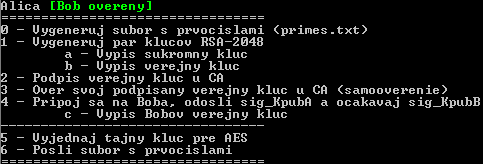 Alica [Bob overeny]
=====================================
0 - Vygeneruj subor s prvocislami (primes.txt)
1 - Vygeneruj par klucov RSA-2048
a - Vypis sukromny kluc
b - Vypis verejny kluc
2 - Podpis verejny kluc u CA
3 - Over svoj podpisany verejny kluc u CA (samooverenie)
4 - Pripoj sa na Boba, odosli sig_KpubA a ocakavaj sig_KpubB
c - Vypis Bobov verejny kluc
-------------------------------------
5 - Vyjednaj tajny kluc pre AES
6 - Posli subor s prvocislami
=====================================